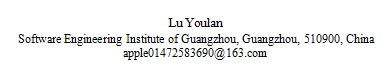 Lu Youlan
Software Engineering Institute of Guangzhou, Guangzhou, 510900, China
apple01472583690@163.com